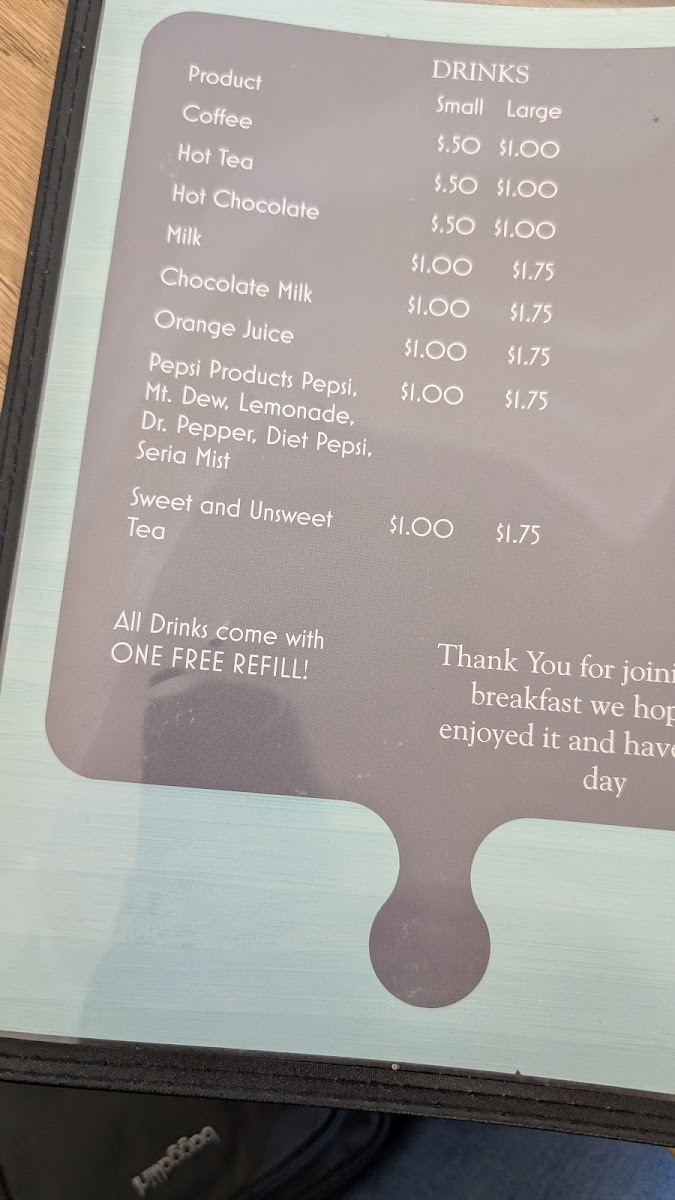 DRINKS
Product Small Large
Coffee $.50 $1.00
Hot Tea $.50 $1.00
Hot Chocolate $.50 $1.00
Milk $1.00 $1.75
Chocolate Milk $1.00 $1.75
Orange Juice $1.00 $1.75
Pepsi Products Pepsi, $1.00 $1.75
Mt. Dew, Lemonade,
Dr. Pepper, Diet Pepsi,
Seria Mist
Sweet and Unsweet $1.00 $1.75
Tea
All Drinks come with
ONE FREE REFILL!
Thank You for joini
breakfast we hop
enjoyed it and have
day
baggallini